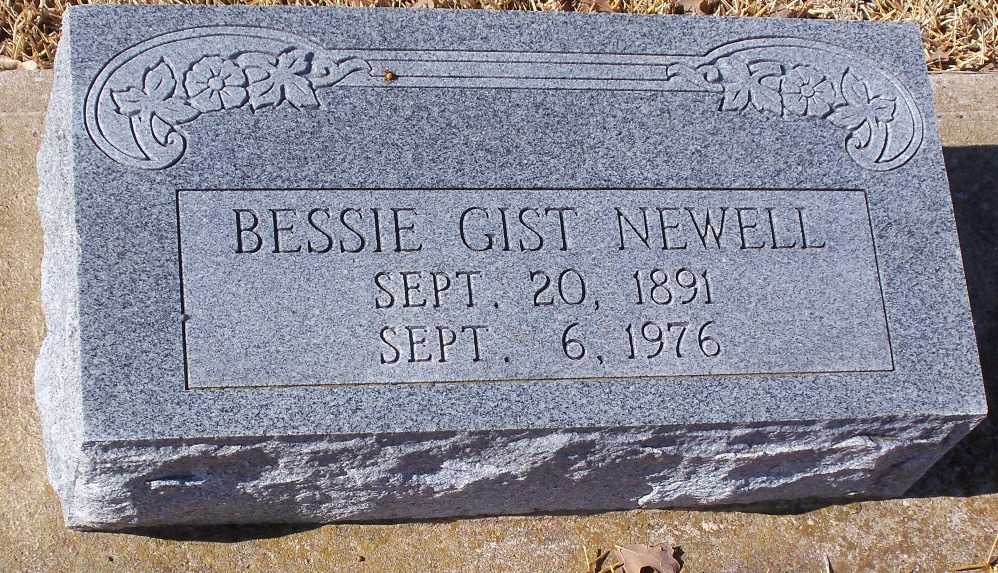 BESSIE GIST NEWELL
SEPT. 20, 1891
SEPT. 6, 1976